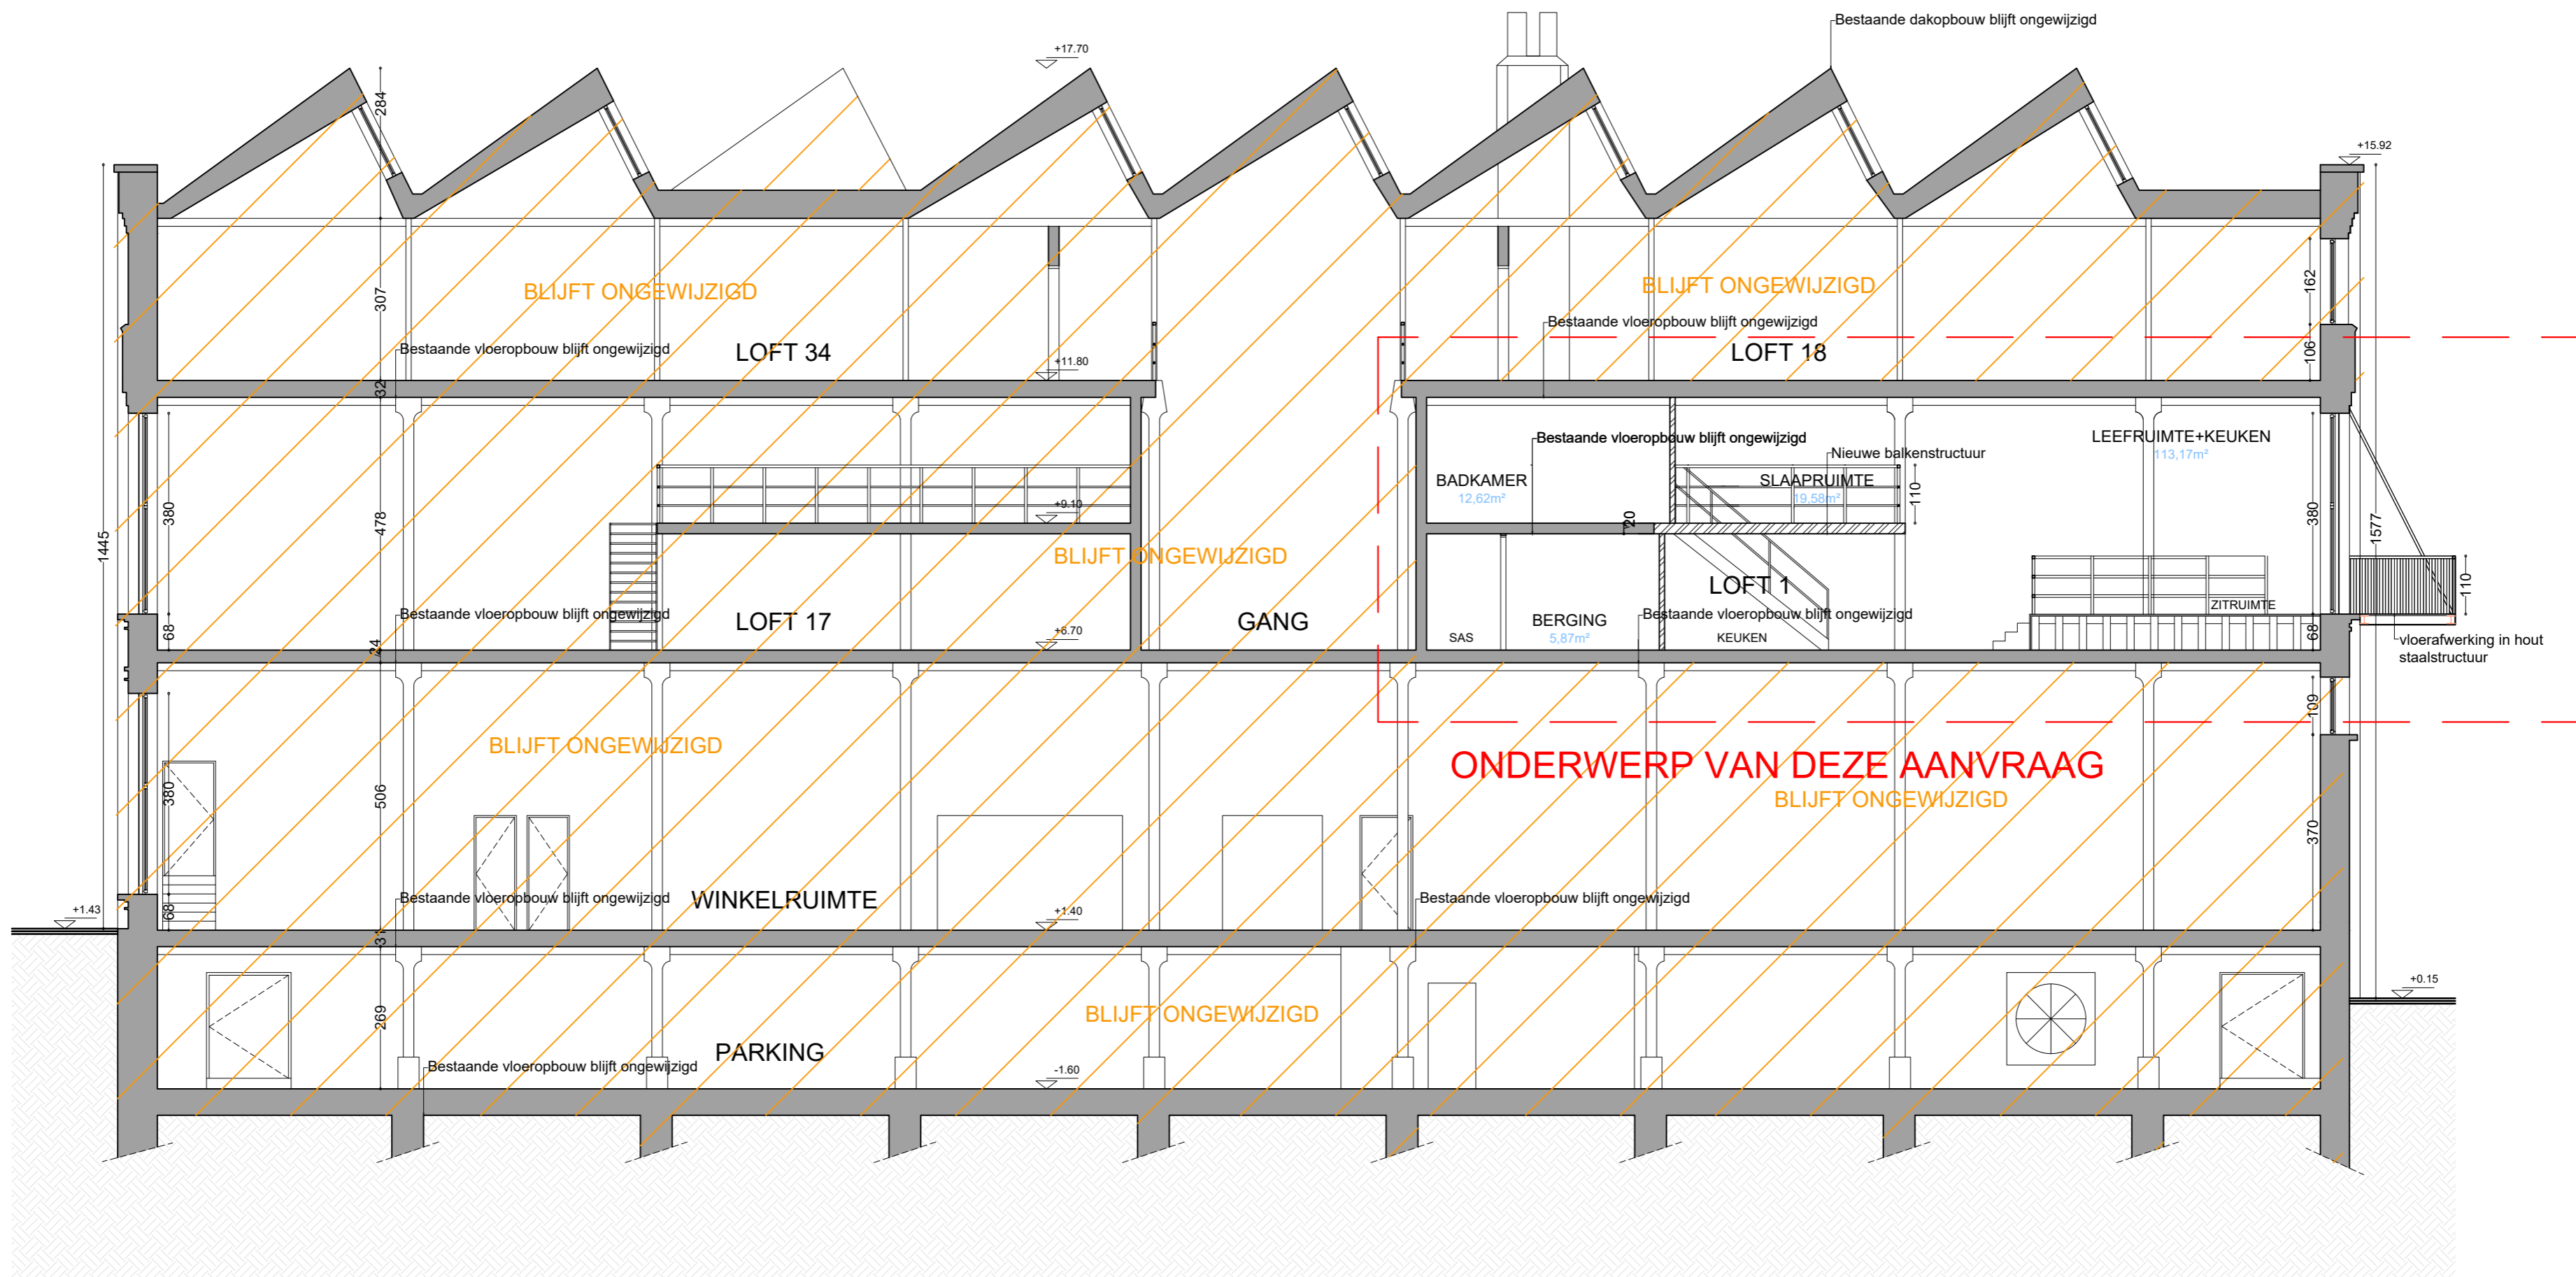 Bestaande dakopbouw blijft ongewijzigd
+17.70
284
+15.92
BLIJFT ONGEWIJZIGD
BLIJFT ONGEWIJZIGD
307
162
Bestaande vloeropbouw blijft ongewijzigd
Bestaande vloeropbouw blijft ongewijzigd
LOFT 34
LOFT 18
106
+11.80
32
Bestaande vloeropbouw blijft ongewijzigd
LEEFRUIMTE+KEUKEN
113,17m²
Nieuwe balkenstructuur
BADKAMER
12,62m²
SLAAPRUIMTE
19,58m²
110
+9.10
380
478
20
380
1445
1577
BLIJFT ONGEWIJZIGD
LOFT 1
110
ZITRUIMTE
Bestaande vloeropbouw blijft ongewijzigd
LOFT 17
GANG
BERGING
5,87m²
Bestaande vloeropbouw blijft ongewijzigd
+6.70
68
SAS
KEUKEN
68
24
vloerafwerking in hout
staalstructuur
109
BLIJFT ONGEWIJZIGD
ONDERWERP VAN DEZE AANVRAAG
BLIJFT ONGEWIJZIGD
380
506
370
Bestaande vloeropbouw blijft ongewijzigd
WINKELRUIMTE
Bestaande vloeropbouw blijft ongewijzigd
+1.43
68
+1.40
31
+0.15
BLIJFT ONGEWIJZIGD
269
PARKING
Bestaande vloeropbouw blijft ongewijzigd
-1.60